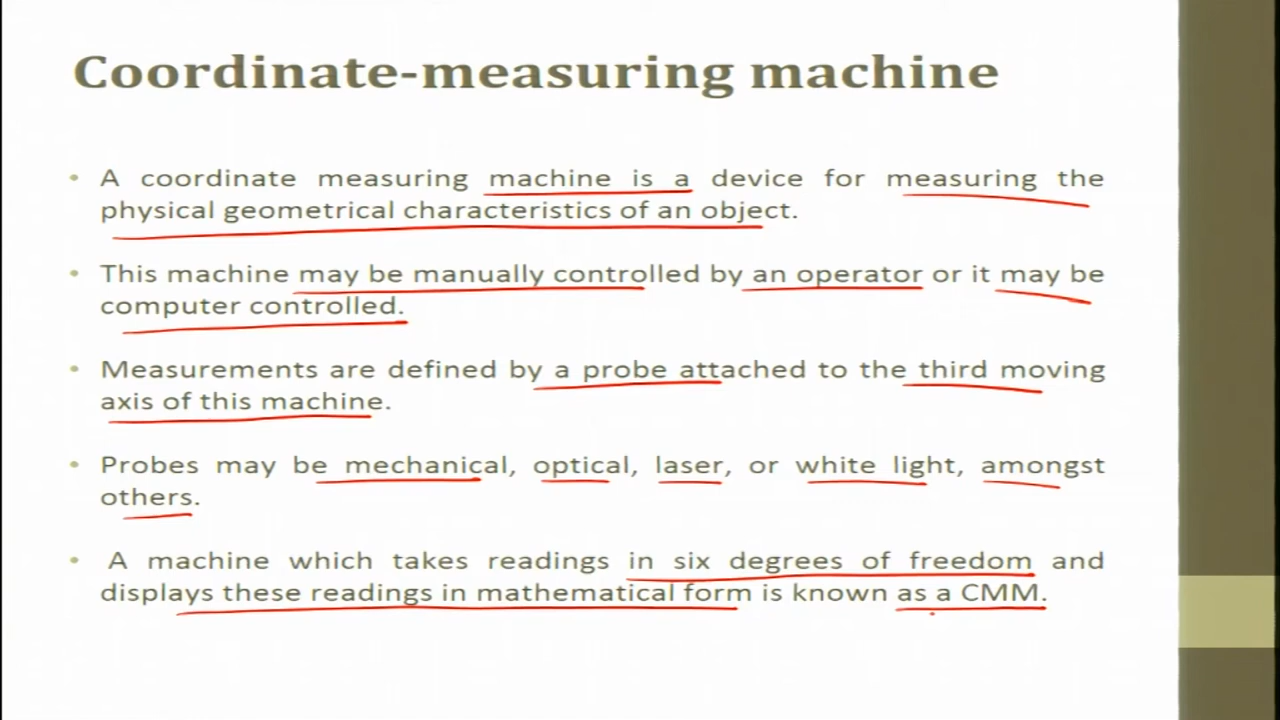 Coordinate-measuring machine
• A coordinate measuring machine is a device for measuring the
physical geometrical characteristics of an object.
• This machine may be manually controlled by an operator or it may be
computer controlled.
• Measurements are defined by a probe attached to the third moving
axis of this machine.
• Probes may be mechanical, optical, laser, or white light, amongst
others.
• A machine which takes readings in six degrees of freedom and
displays these readings in mathematical form is known as a CMM.